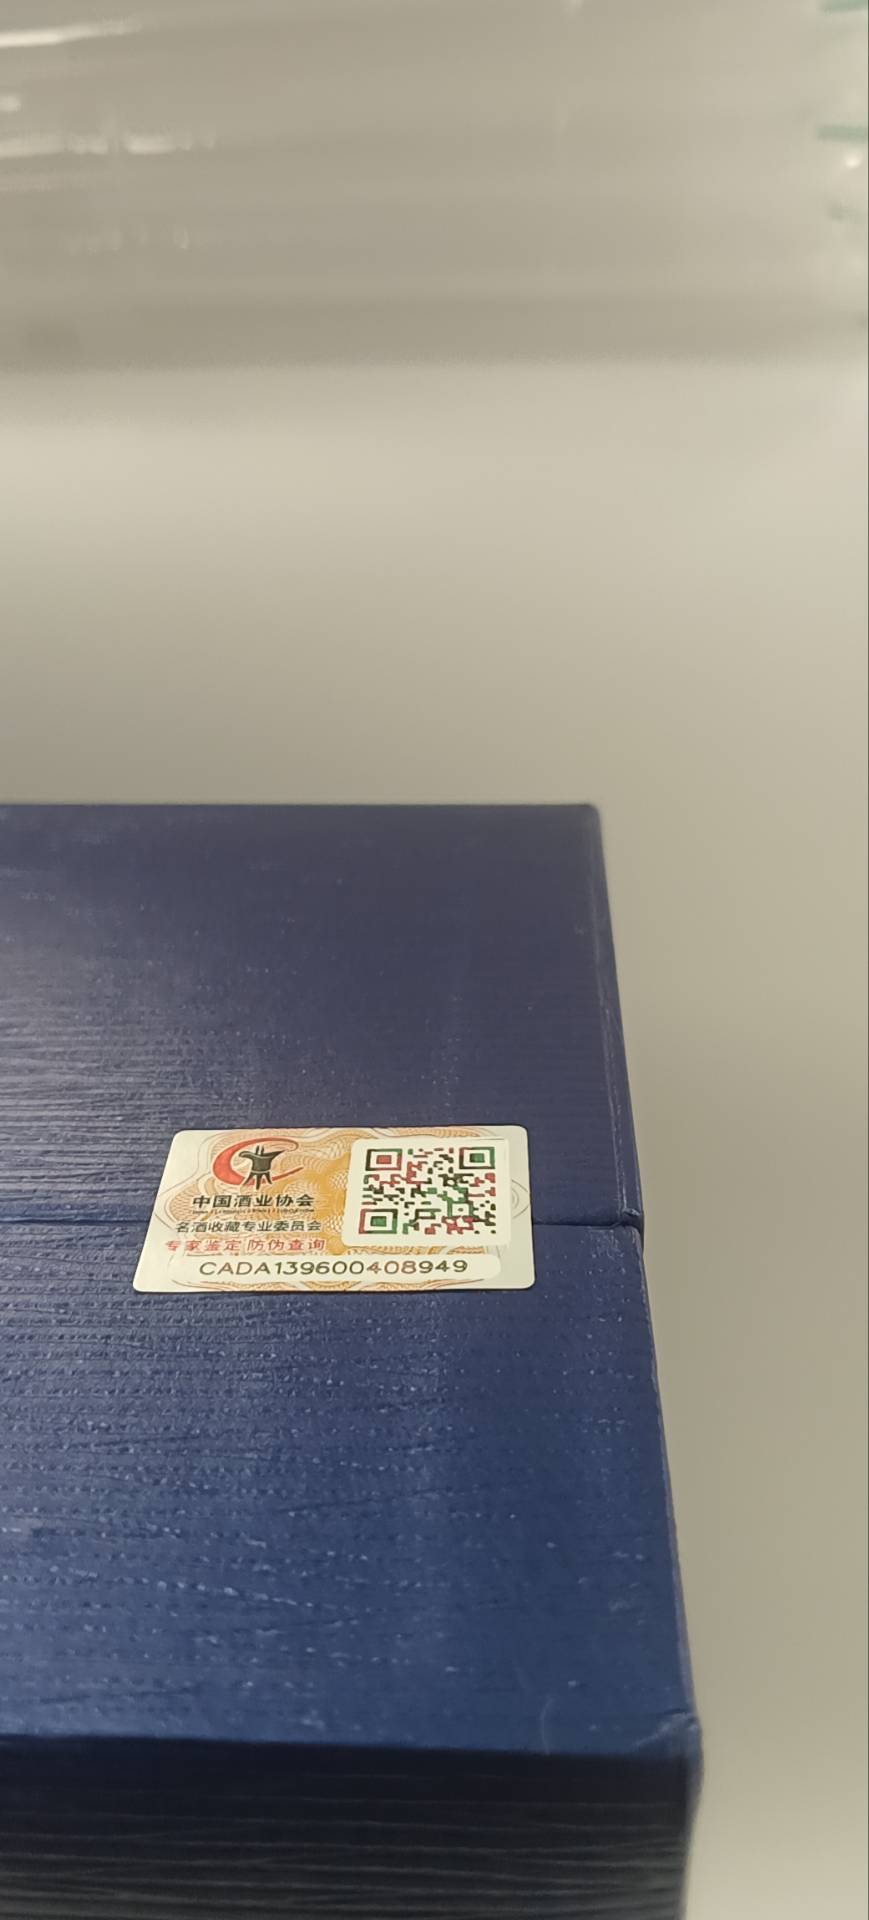 中国酒业协会
名酒收藏专业委员会
专家鉴定 防伪查询
CADA139600408949